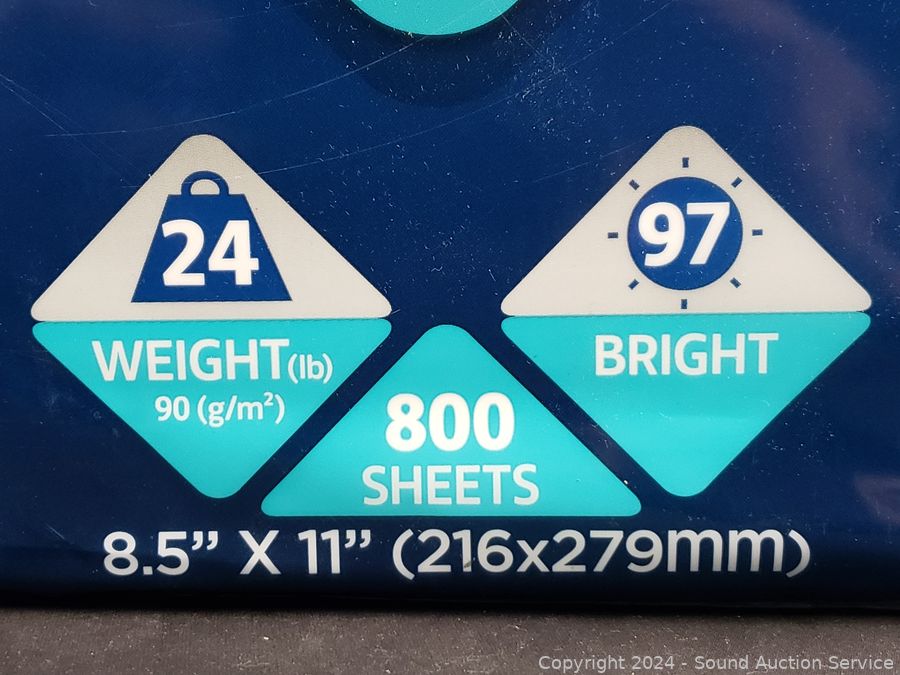 24
WEIGHT(lb)
90 (g/m²)
97
BRIGHT
800
SHEETS
8.5” X 11” (216x279mm)
Copyright 2024 - Sound Auction Service